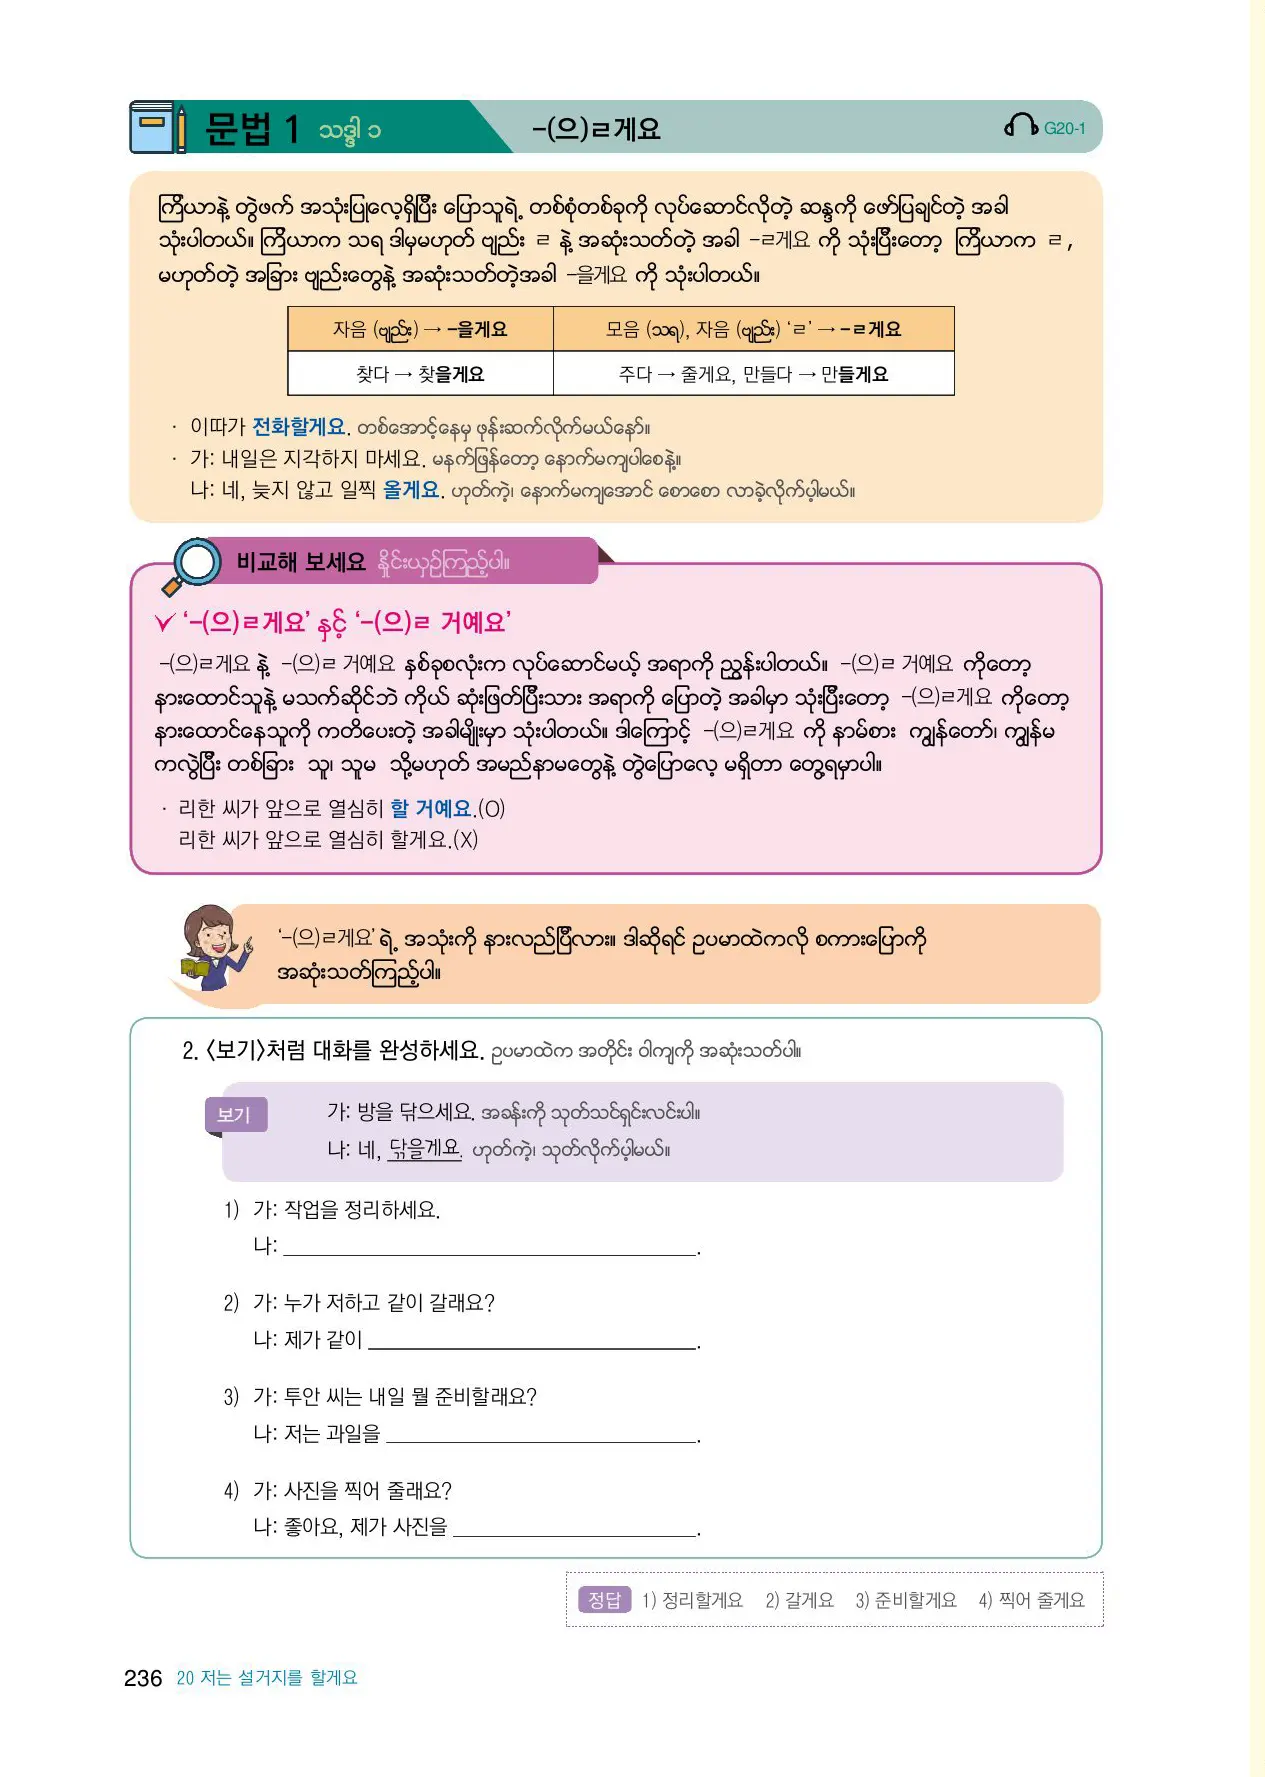 문법 1 သဒ္ဒါ ၁ -(으)ㄹ게요 G20-1
ကြိယာနဲ့ တွဲဖက် အသုံးပြုလေ့ရှိပြီး ပြောသူရဲ့ တစ်စုံတစ်ခုကို လုပ်ဆောင်လိုတဲ့ ဆန္ဒကို ဖော်ပြချင်တဲ့ အခါ
သုံးပါတယ်။ ကြိယာက သရ ဒါမှမဟုတ် ဗျည်း ㄹ နဲ့ အဆုံးသတ်တဲ့ အခါ -ㄹ게요 ကို သုံးပြီးတော့ ကြိယာက ㄹ,
မဟုတ်တဲ့ အခြား ဗျည်းတွေနဲ့ အဆုံးသတ်တဲ့အခါ -을게요 ကို သုံးပါတယ်။
자음 (ဗျည်း) → -을게요 모음 (သရ), 자음 (ဗျည်း) ‘ㄹ’ → -ㄹ게요
찾다 → 찾을게요 주다 → 줄게요, 만들다 → 만들게요
· 이따가 전화할게요. တစ်အောင့်နေမှ ဖုန်းဆက်လိုက်မယ်နော်။
· 가: 내일은 지각하지 마세요. မနက်ဖြန်တော့ နောက်မကျပါစေနဲ့။
나: 네, 늦지 않고 일찍 올게요. ဟုတ်ကဲ့၊ နောက်မကျအောင် စောစော လာခဲ့လိုက်ပါ့မယ်။
비교해 보세요 နှိုင်းယှဉ်ကြည့်ပါ။
‘-(으)ㄹ게요’ နှင့် ‘-(으)ㄹ 거예요’
-(으)ㄹ게요 နဲ့ -(으)ㄹ 거예요 နှစ်ခုစလုံးက လုပ်ဆောင်မယ့် အရာကို ညွှန်းပါတယ်။ -(으)ㄹ 거예요 ကိုတော့
နားထောင်သူနဲ့ မသက်ဆိုင်ဘဲ ကိုယ် ဆုံးဖြတ်ပြီးသား အရာကို ပြောတဲ့ အခါမှာ သုံးပြီးတော့ -(으)ㄹ게요 ကိုတော့
နားထောင်နေသူကို ကတိပေးတဲ့ အခါမျိုးမှာ သုံးပါတယ်။ ဒါကြောင့် -(으)ㄹ게요 ကို နာမ်စား ကျွန်တော်၊ ကျွန်မ
ကလွဲပြီး တစ်ခြား သူ၊ သူမ သို့မဟုတ် အမည်နာမတွေနဲ့ တွဲပြောလေ့ မရှိတာ တွေ့ရမှာပါ။
· 리한 씨가 앞으로 열심히 할 거예요.(O)
리한 씨가 앞으로 열심히 할게요.(X)
‘-(으)ㄹ게요’ ရဲ့ အသုံးကို နားလည်ပြီလား။ ဒါဆိုရင် ဥပမာထဲကလို စကားပြောကို
အဆုံးသတ်ကြည့်ပါ။
2. 〈보기〉처럼 대화를 완성하세요. ဥပမာထဲက အတိုင်း ဝါကျကို အဆုံးသတ်ပါ။
보기 가: 방을 닦으세요. အခန်းကို သုတ်သင်ရှင်းလင်းပါ။
나: 네, 닦을게요. ဟုတ်ကဲ့၊ သုတ်လိုက်ပါ့မယ်။
1) 가: 작업을 정리하세요.
나: .
2) 가: 누가 저하고 같이 갈래요?
나: 제가 같이 .
3) 가: 투안 씨는 내일 뭘 준비할래요?
나: 저는 과일을 .
4) 가: 사진을 찍어 줄래요?
나: 좋아요, 제가 사진을 .
정답 1) 정리할게요 2) 갈게요 3) 준비할게요 4) 찍어 줄게요
236 20 저는 설거지를 할게요